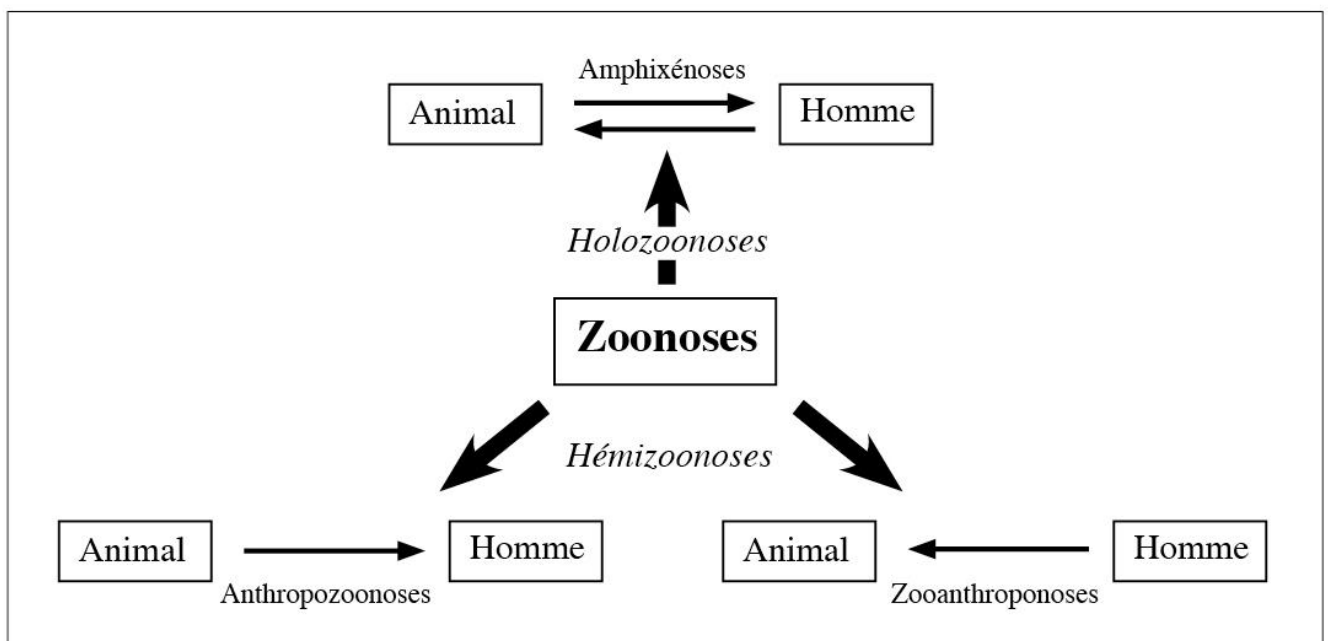 Amphixénoses
Animal
Homme
Holozoonoses
Zoonoses
Hémizoonoses
Animal
Homme
Animal
Homme
Anthropozoonoses
Zooanthroponoses